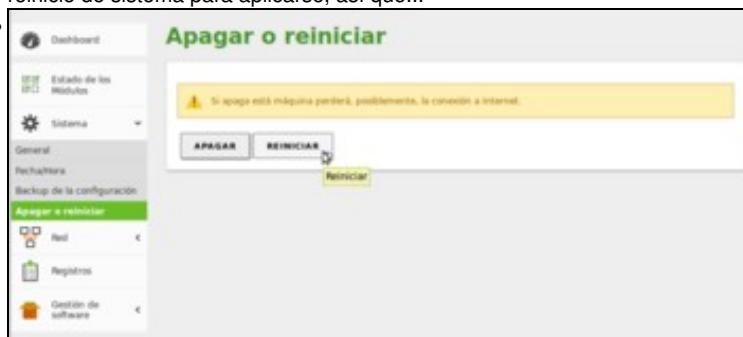 reinicio de sistema para aplicarse, así que...
Dashboard
Estado de los
Módulos
Sistema
General
Fecha/Hora
Backup de la configuración
Apagar o reiniciar
Red
Registros
Gestión de
software
Apagar o reiniciar
Si apaga está máquina perderá, posiblemente, la conexión a Internet.
APAGAR REINICIAR
Reiniciar